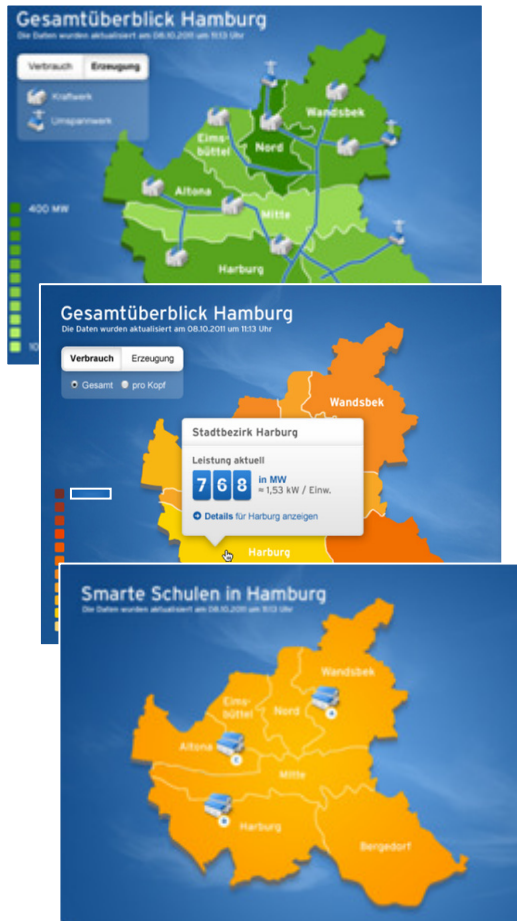 Gesamtüberblick Hamburg
Die Daten wurden aktualisiert am 08.10.2011 um 11:13 Uhr
Verbrauch Erzeugung
Kraftwerk
Umspannwerk
Wandsbek
Eims-
büttel
Nord
Altona
400 MW
Mitte
Harburg
10
Gesamtüberblick Hamburg
Die Daten wurden aktualisiert am 08.10.2011 um 11:13 Uhr
Verbrauch Erzeugung
Gesamt pro Kopf
Wandsbek
Stadtbezirk Harburg
Leistung aktuell
768 in MW
≈ 1,53 kW / Einw.
Details für Harburg anzeigen
Harburg
Smarte Schulen in Hamburg
Die Daten wurden aktualisiert am 08.10.2011 um 11:13 Uhr
Wandsbek
Eims-
büttel
Nord
Altona
Mitte
Harburg
Bergedorf